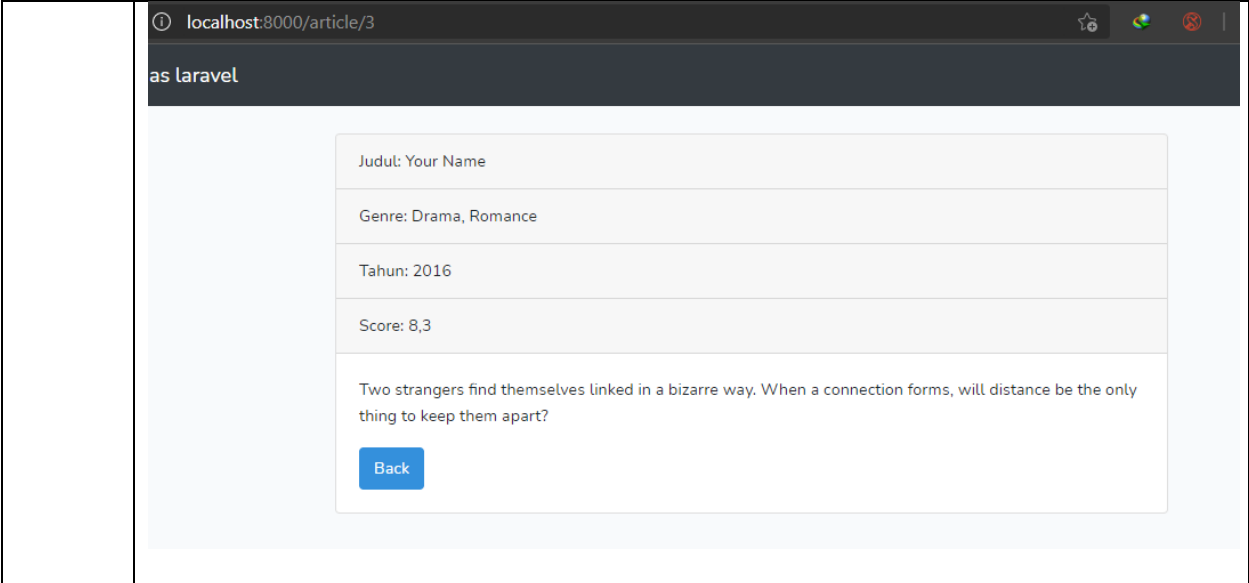 localhost:8000/article/3
as laravel
Judul: Your Name
Genre: Drama, Romance
Tahun: 2016
Score: 8,3
Two strangers find themselves linked in a bizarre way. When a connection forms, will distance be the only
thing to keep them apart?
Back